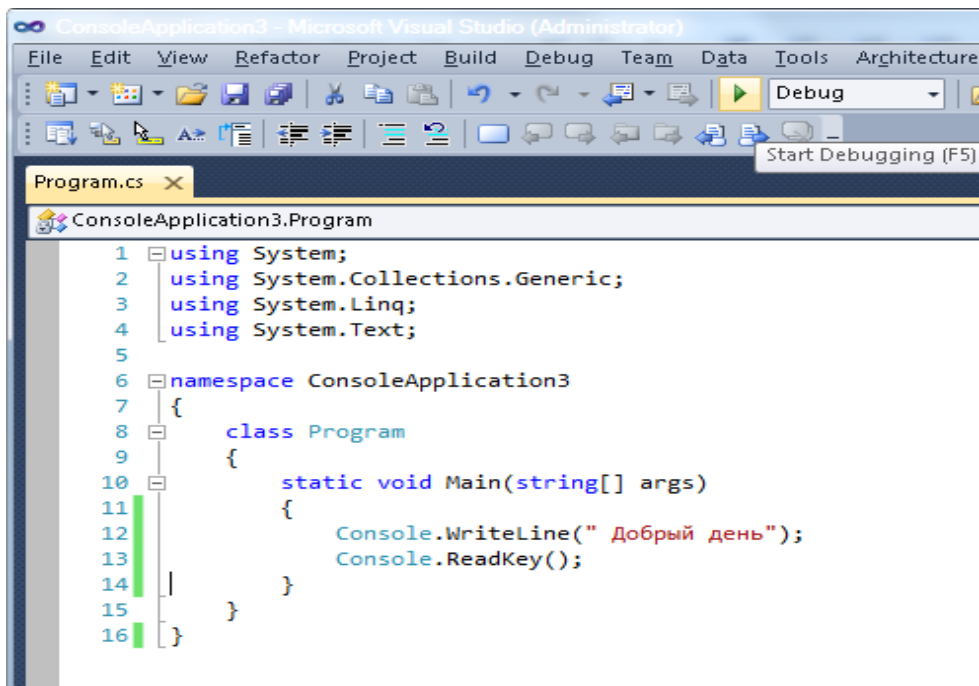 ConsoleApplication3 - Microsoft Visual Studio (Administrator)
File Edit View Refactor Project Build Debug Team Data Tools Architecture
Debug
Start Debugging (F5)
Program.cs
ConsoleApplication3.Program
1 using System;
2 using System.Collections.Generic;
3 using System.Linq;
4 using System.Text;
5
6 namespace ConsoleApplication3
7 {
8 class Program
9 {
10 static void Main(string[] args)
11 {
12 Console.WriteLine(" Добрый день");
13 Console.ReadKey();
14 }
15 }
16 }